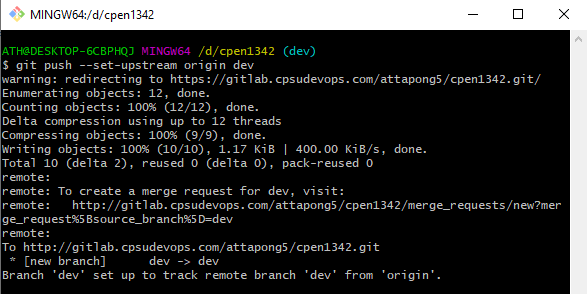 MINGW64:/d/cpen1342
ATH@DESKTOP-6CBPHQJ MINGW64 /d/cpen1342 (dev)
$ git push --set-upstream origin dev
warning: redirecting to https://gitlab.cpsudevops.com/attapong5/cpen1342.git/
Enumerating objects: 12, done.
Counting objects: 100% (12/12), done.
Delta compression using up to 12 threads
Compressing objects: 100% (9/9), done.
Writing objects: 100% (10/10), 1.17 KiB | 400.00 KiB/s, done.
Total 10 (delta 2), reused 0 (delta 0), pack-reused 0
remote:
remote: To create a merge request for dev, visit:
remote:   http://gitlab.cpsudevops.com/attapong5/cpen1342/merge_requests/new?mer
ge_request%5Bsource_branch%5D=dev
remote:
To http://gitlab.cpsudevops.com/attapong5/cpen1342.git
 * [new branch]      dev -> dev
Branch 'dev' set up to track remote branch 'dev' from 'origin'.